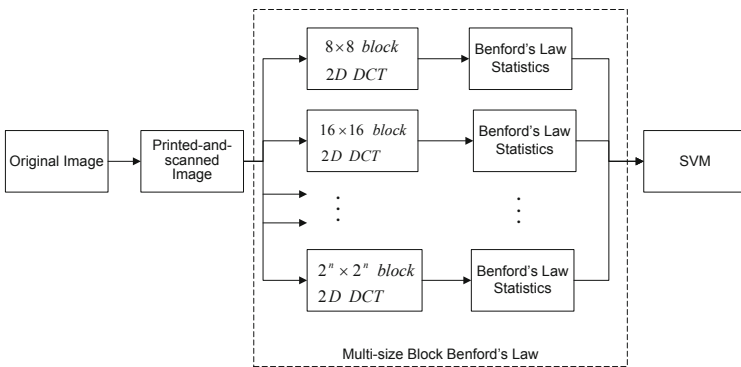 8×8 block
2D DCT
Benford's Law
Statistics
16×16 block
2D DCT
Benford's Law
Statistics
Original Image
Printed-and-
scanned
Image
SVM
2ⁿ × 2ⁿ block
2D DCT
Benford's Law
Statistics
Multi-size Block Benford's Law